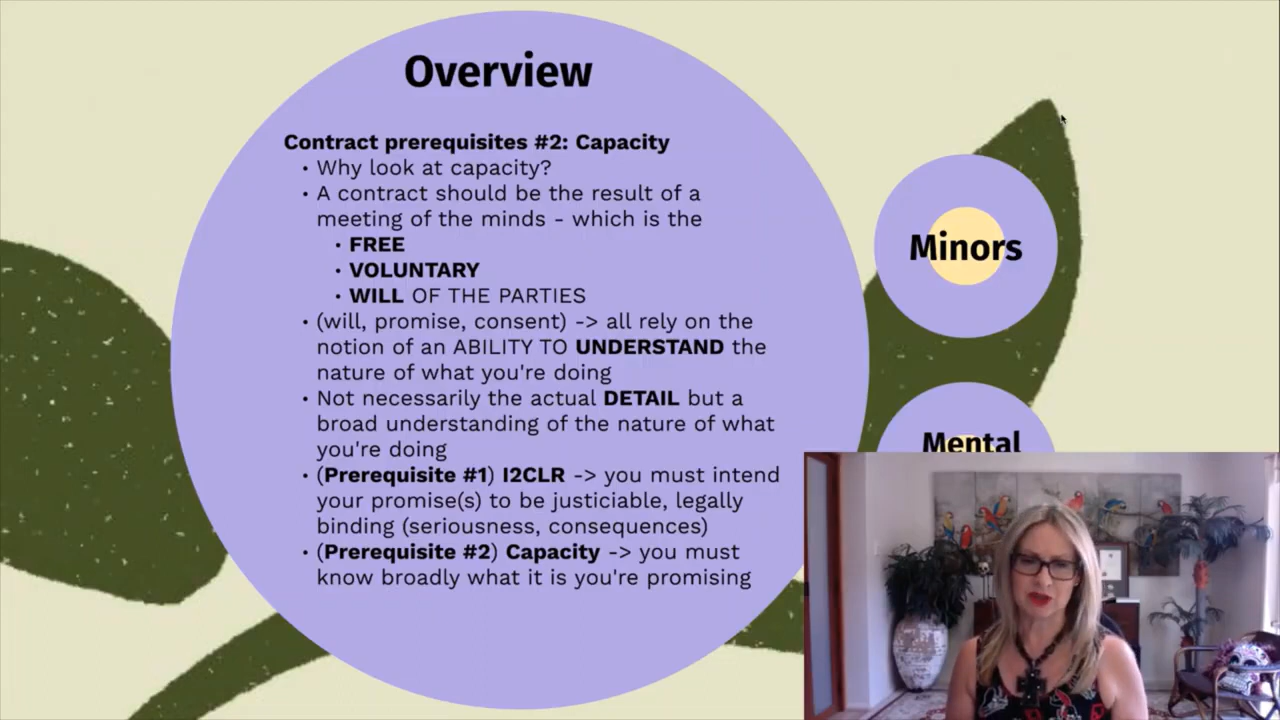 Overview
Contract prerequisites #2: Capacity
• Why look at capacity?
• A contract should be the result of a
meeting of the minds - which is the
• FREE
• VOLUNTARY
• WILL OF THE PARTIES
• (will, promise, consent) -> all rely on the
notion of an ABILITY TO UNDERSTAND the
nature of what you're doing
• Not necessarily the actual DETAIL but a
broad understanding of the nature of what
you're doing
• (Prerequisite #1) I2CLR -> you must intend
your promise(s) to be justiciable, legally
binding (seriousness, consequences)
• (Prerequisite #2) Capacity -> you must
know broadly what it is you're promising
Minors
Mental